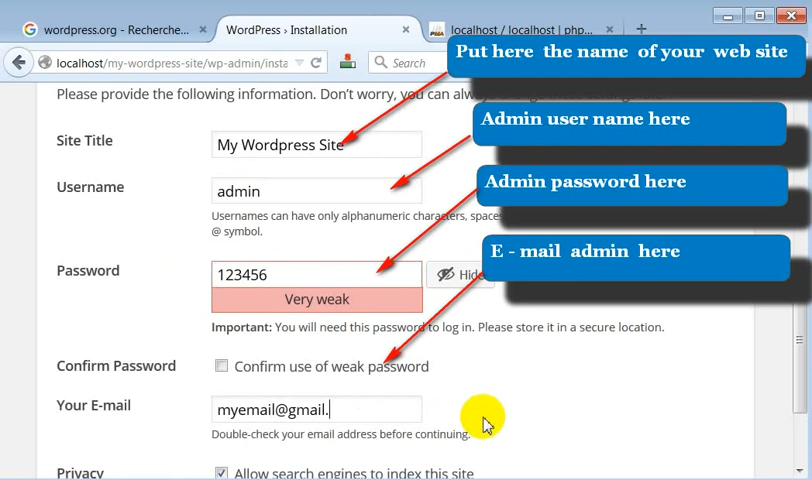 wordpress.org - Recherche...
WordPress › Installation
localhost / localhost | php...
localhost/my-wordpress-site/wp-admin/insta
Search
Put here the name of your web site
Please provide the following information. Don't worry, you can alway
Site Title
My Wordpress Site
Admin user name here
Username
admin
Usernames can have only alphanumeric characters, spaces
@ symbol.
Admin password here
Password
123456
Hide
Very weak
E - mail admin here
Important: You will need this password to log in. Please store it in a secure location.
Confirm Password
Confirm use of weak password
Your E-mail
myemail@gmail.
Double-check your email address before continuing.
Privacy
Allow search engines to index this site